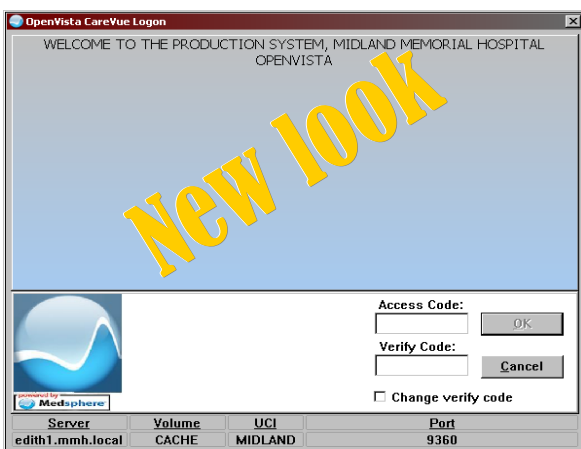 OpenVista CareVue Logon
WELCOME TO THE PRODUCTION SYSTEM, MIDLAND MEMORIAL HOSPITAL
OPENVISTA
New look
Access Code:
OK
Verify Code:
Cancel
Change verify code
powered by
Medsphere
Server Volume UCI Port
edith1.mmh.local CACHE MIDLAND 9360